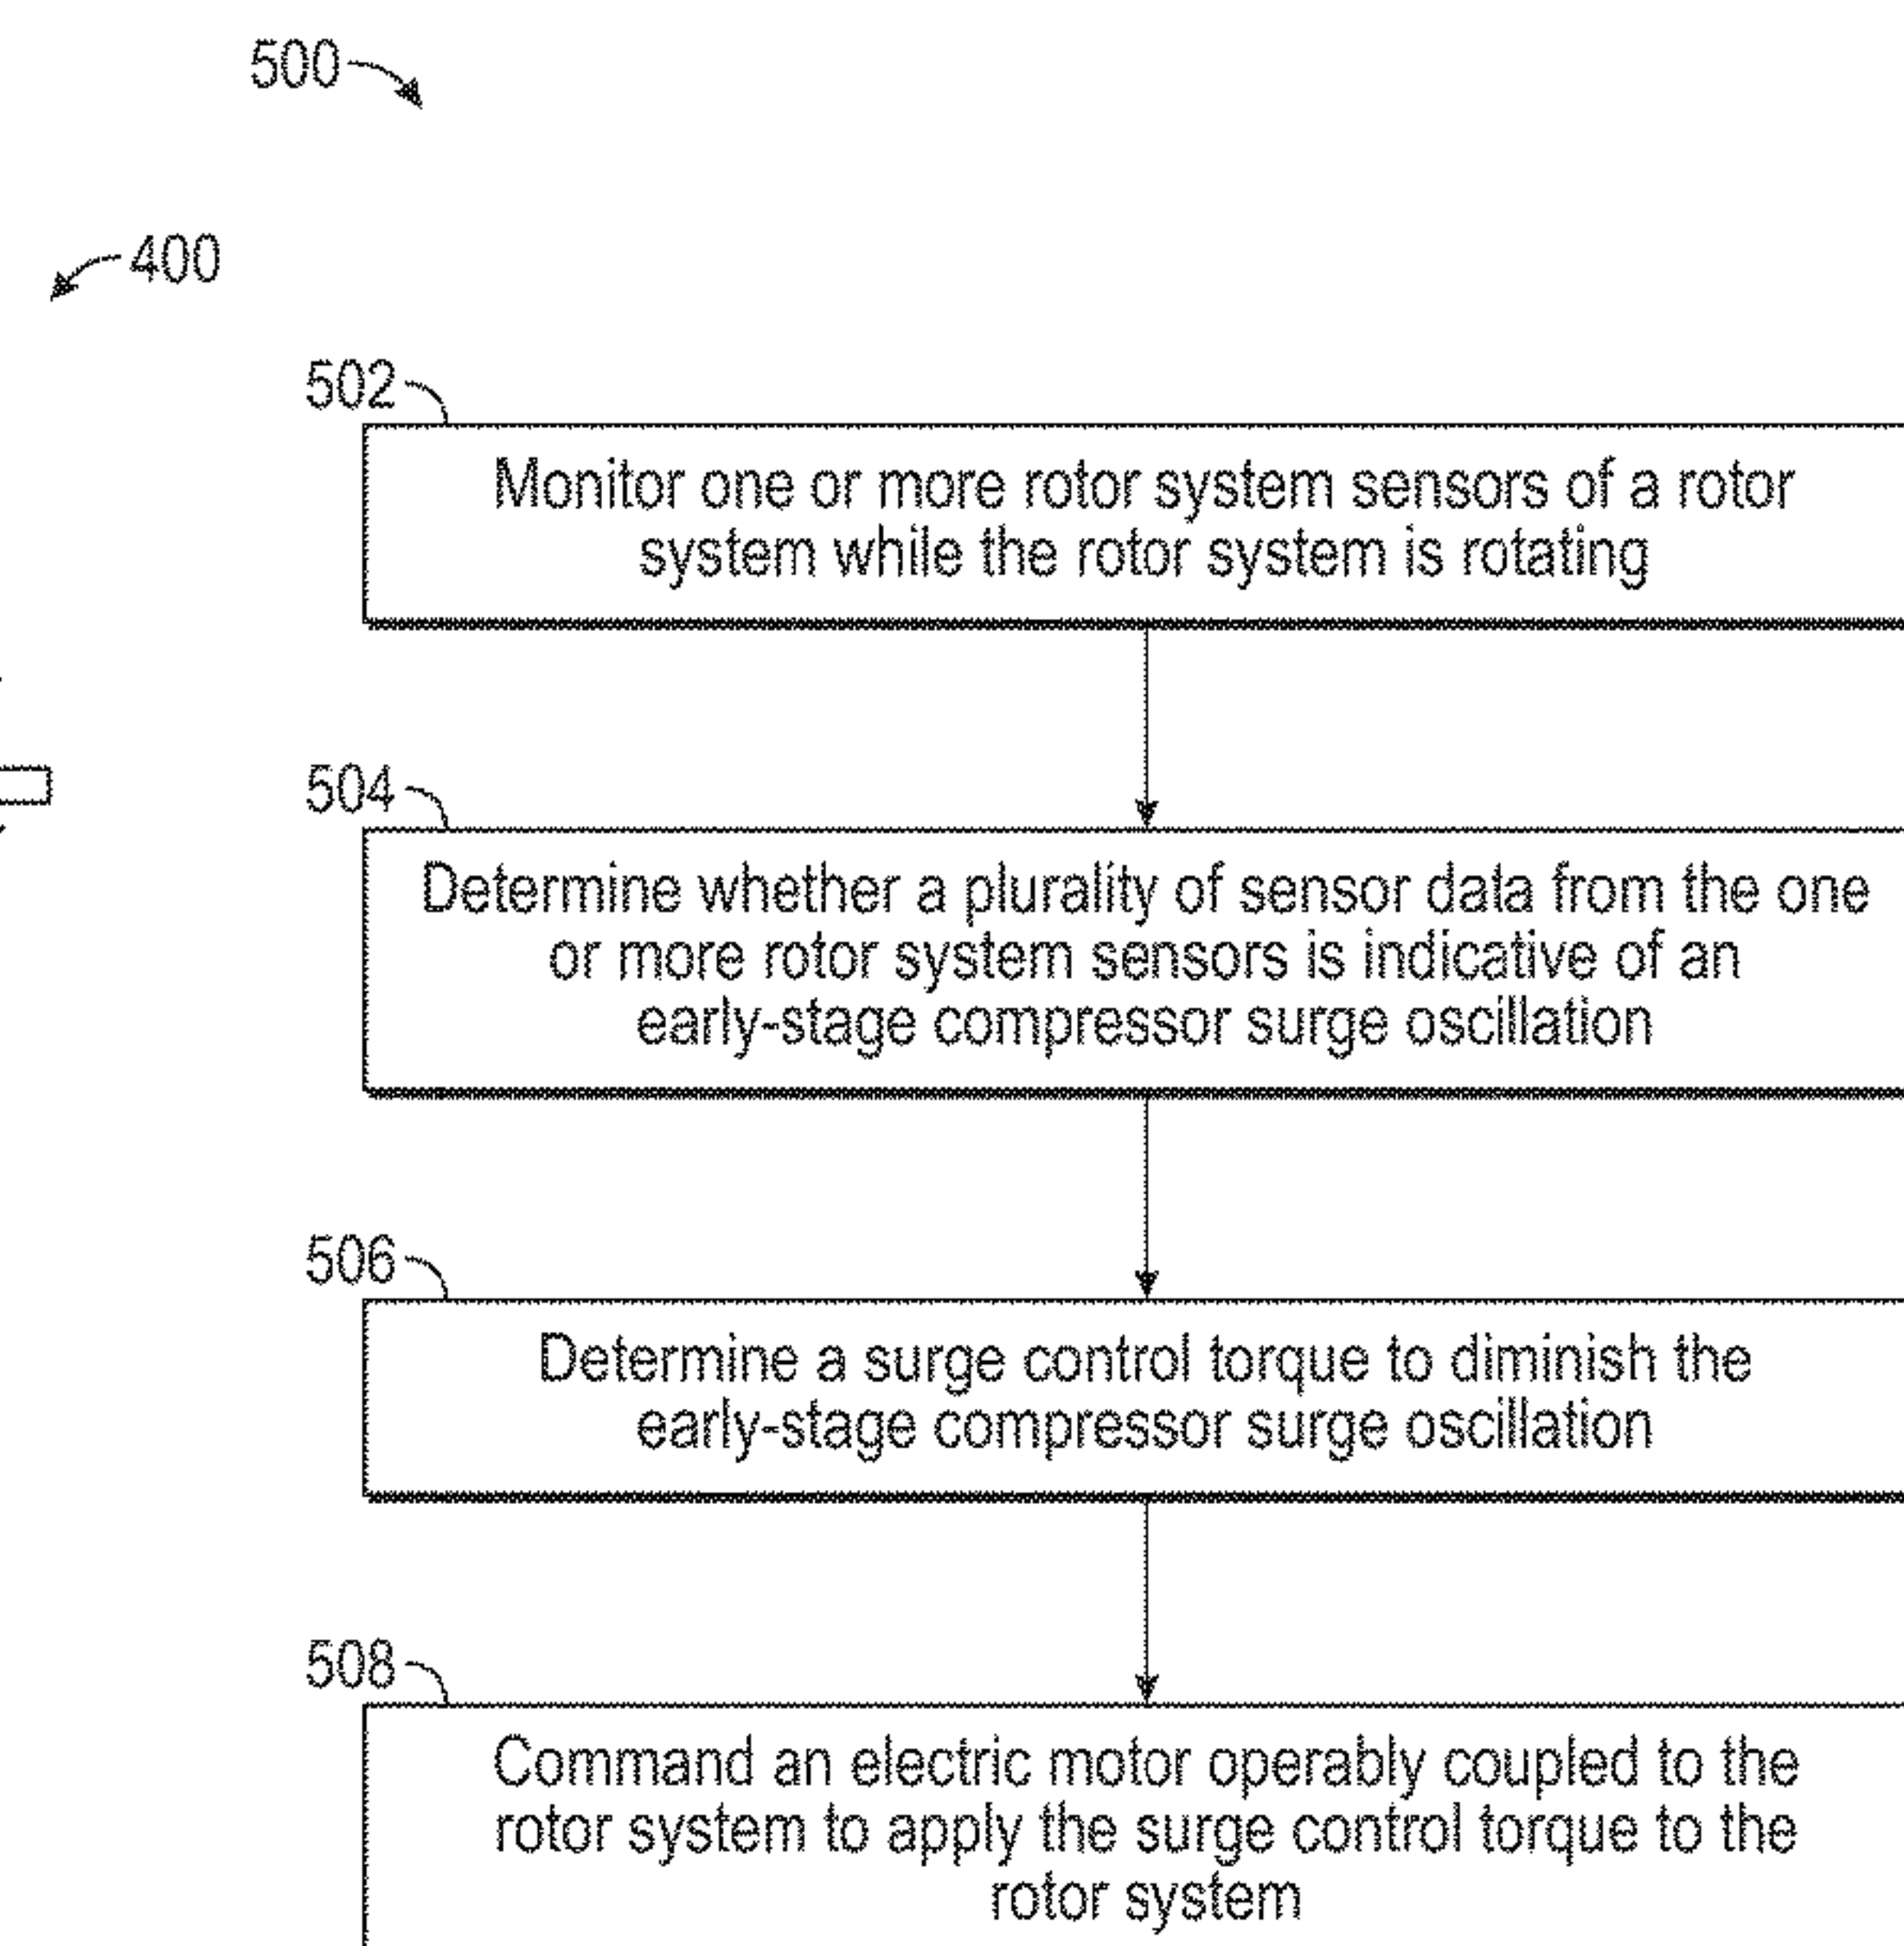 500
400
502
Monitor one or more rotor system sensors of a rotor
system while the rotor system is rotating
504
Determine whether a plurality of sensor data from the one
or more rotor system sensors is indicative of an
early-stage compressor surge oscillation
506
Determine a surge control torque to diminish the
early-stage compressor surge oscillation
508
Command an electric motor operably coupled to the
rotor system to apply the surge control torque to the
rotor system